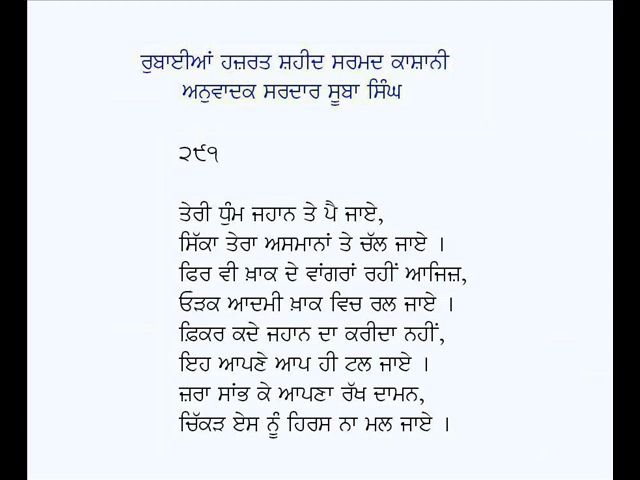 ਰੁਬਾਈਆਂ ਹਜ਼ਰਤ ਸ਼ਹੀਦ ਸਰਮਦ ਕਾਸ਼ਾਨੀ
ਅਨੁਵਾਦਕ ਸਰਦਾਰ ਸੂਬਾ ਸਿੰਘ
੨੯੧
ਤੇਰੀ ਧੁੰਮ ਜਹਾਨ ਤੇ ਪੈ ਜਾਏ,
ਸਿੱਕਾ ਤੇਰਾ ਅਸਮਾਨਾਂ ਤੇ ਚੱਲ ਜਾਏ ।
ਫਿਰ ਵੀ ਖ਼ਾਕ ਦੇ ਵਾਂਗਰਾਂ ਰਹੀਂ ਆਜਿਜ਼,
ਓੜਕ ਆਦਮੀ ਖ਼ਾਕ ਵਿਚ ਰਲ ਜਾਏ ।
ਫ਼ਿਕਰ ਕਦੇ ਜਹਾਨ ਦਾ ਕਰੀਦਾ ਨਹੀਂ,
ਇਹ ਆਪਣੇ ਆਪ ਹੀ ਟਲ ਜਾਏ ।
ਜ਼ਰਾ ਸਾਂਭ ਕੇ ਆਪਣਾ ਰੱਖ ਦਾਮਨ,
ਚਿੱਕੜ ਏਸ ਨੂੰ ਹਿਰਸ ਨਾ ਮਲ ਜਾਏ ।